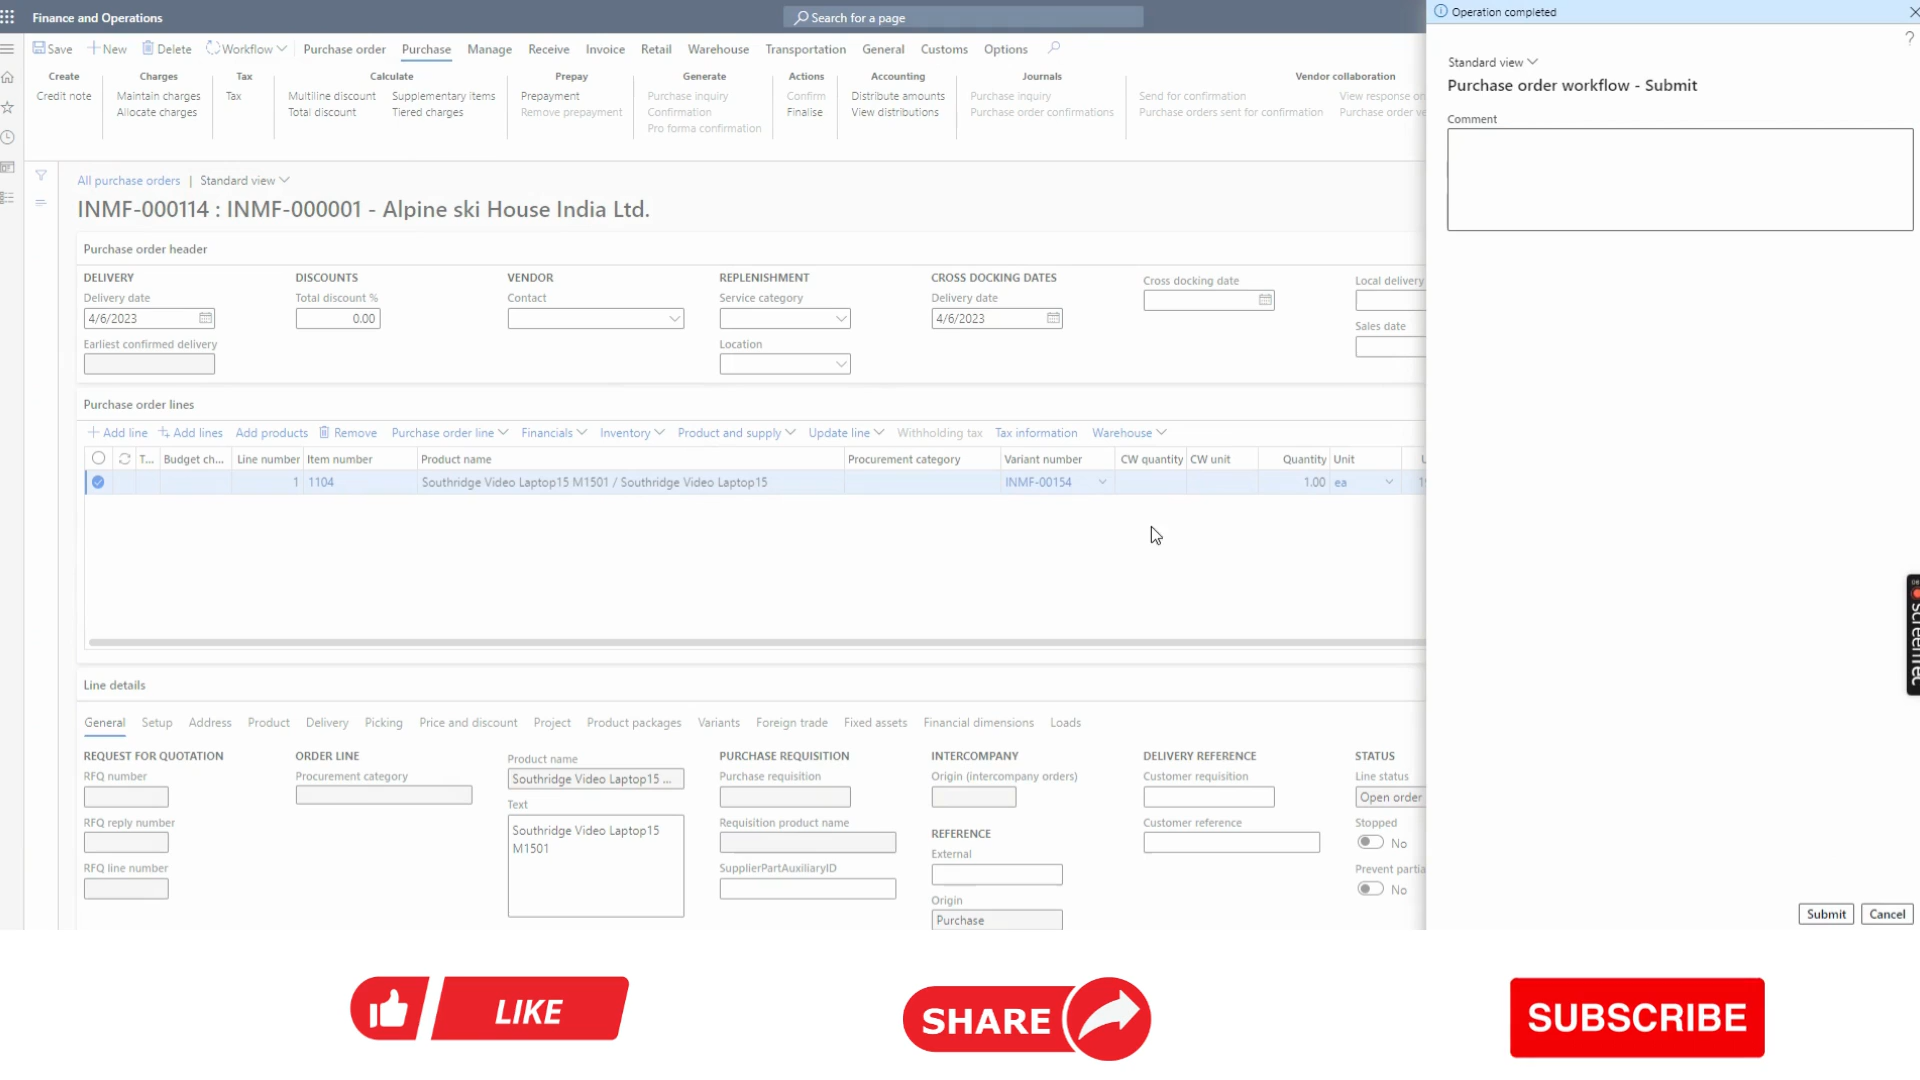 Finance and Operations
Search for a page
Operation completed
Save New Delete Workflow Purchase order Purchase Manage Receive Invoice Retail Warehouse Transportation General Customs Options
Create Charges Tax Calculate Prepay Generate Actions Accounting Journals Vendor collaboration
Credit note Maintain charges Tax Multiline discount Supplementary items Prepayment Purchase inquiry Confirm Distribute amounts Purchase inquiry Send for confirmation View response on
Allocate charges Total discount Tiered charges Remove prepayment Confirmation Finalise View distributions Purchase order confirmations Purchase orders sent for confirmation Purchase order ve
Pro forma confirmation
Standard view
Purchase order workflow - Submit
Comment
All purchase orders | Standard view
INMF-000114 : INMF-000001 - Alpine ski House India Ltd.
Purchase order header
DELIVERY DISCOUNTS VENDOR REPLENISHMENT CROSS DOCKING DATES Cross docking date Local delivery
Delivery date Total discount % Contact Service category Delivery date
4/6/2023 0.00 4/6/2023
Sales date
Earliest confirmed delivery Location
Purchase order lines
Add line Add lines Add products Remove Purchase order line Financials Inventory Product and supply Update line Withholding tax Tax information Warehouse
T... Budget ch... Line number Item number Product name Procurement category Variant number CW quantity CW unit Quantity Unit U
1 1104 Southridge Video Laptop15 M1501 / Southridge Video Laptop15 INMF-00154 1.00 ea 1
Line details
General Setup Address Product Delivery Picking Price and discount Project Product packages Variants Foreign trade Fixed assets Financial dimensions Loads
REQUEST FOR QUOTATION ORDER LINE Product name PURCHASE REQUISITION INTERCOMPANY DELIVERY REFERENCE STATUS
RFQ number Procurement category Southridge Video Laptop15 ... Purchase requisition Origin (intercompany orders) Customer requisition Line status
Open order
RFQ reply number Text Requisition product name REFERENCE Customer reference Stopped
Southridge Video Laptop15
M1501
External No
RFQ line number SupplierPartAuxiliaryID Prevent partia
No
Origin
Purchase
Submit Cancel
screenrec
LIKE
SHARE
SUBSCRIBE